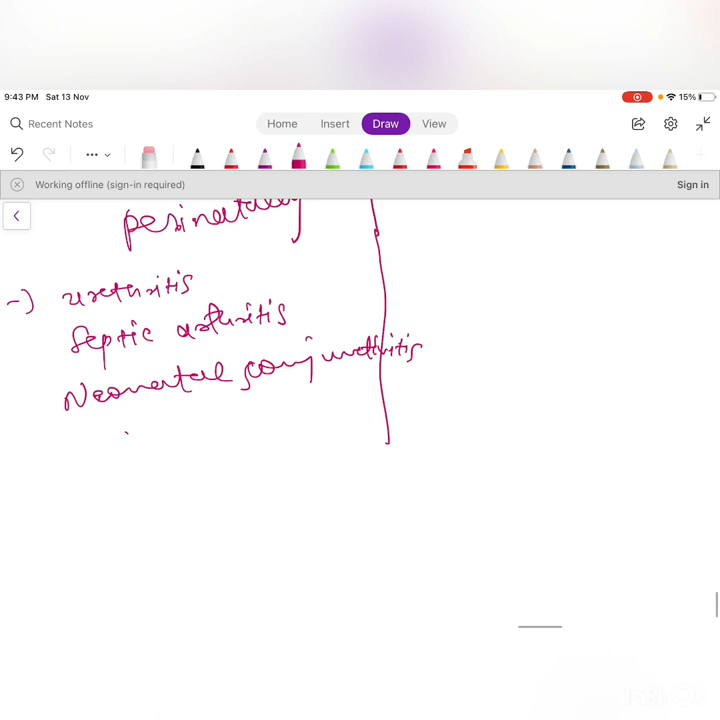 9:43 PM Sat 13 Nov 15%
Recent Notes Home Insert Draw View
Working offline (sign-in required) Sign in
perinatally
-) urethritis
Septic arthritis
Neonatal conjunctivitis